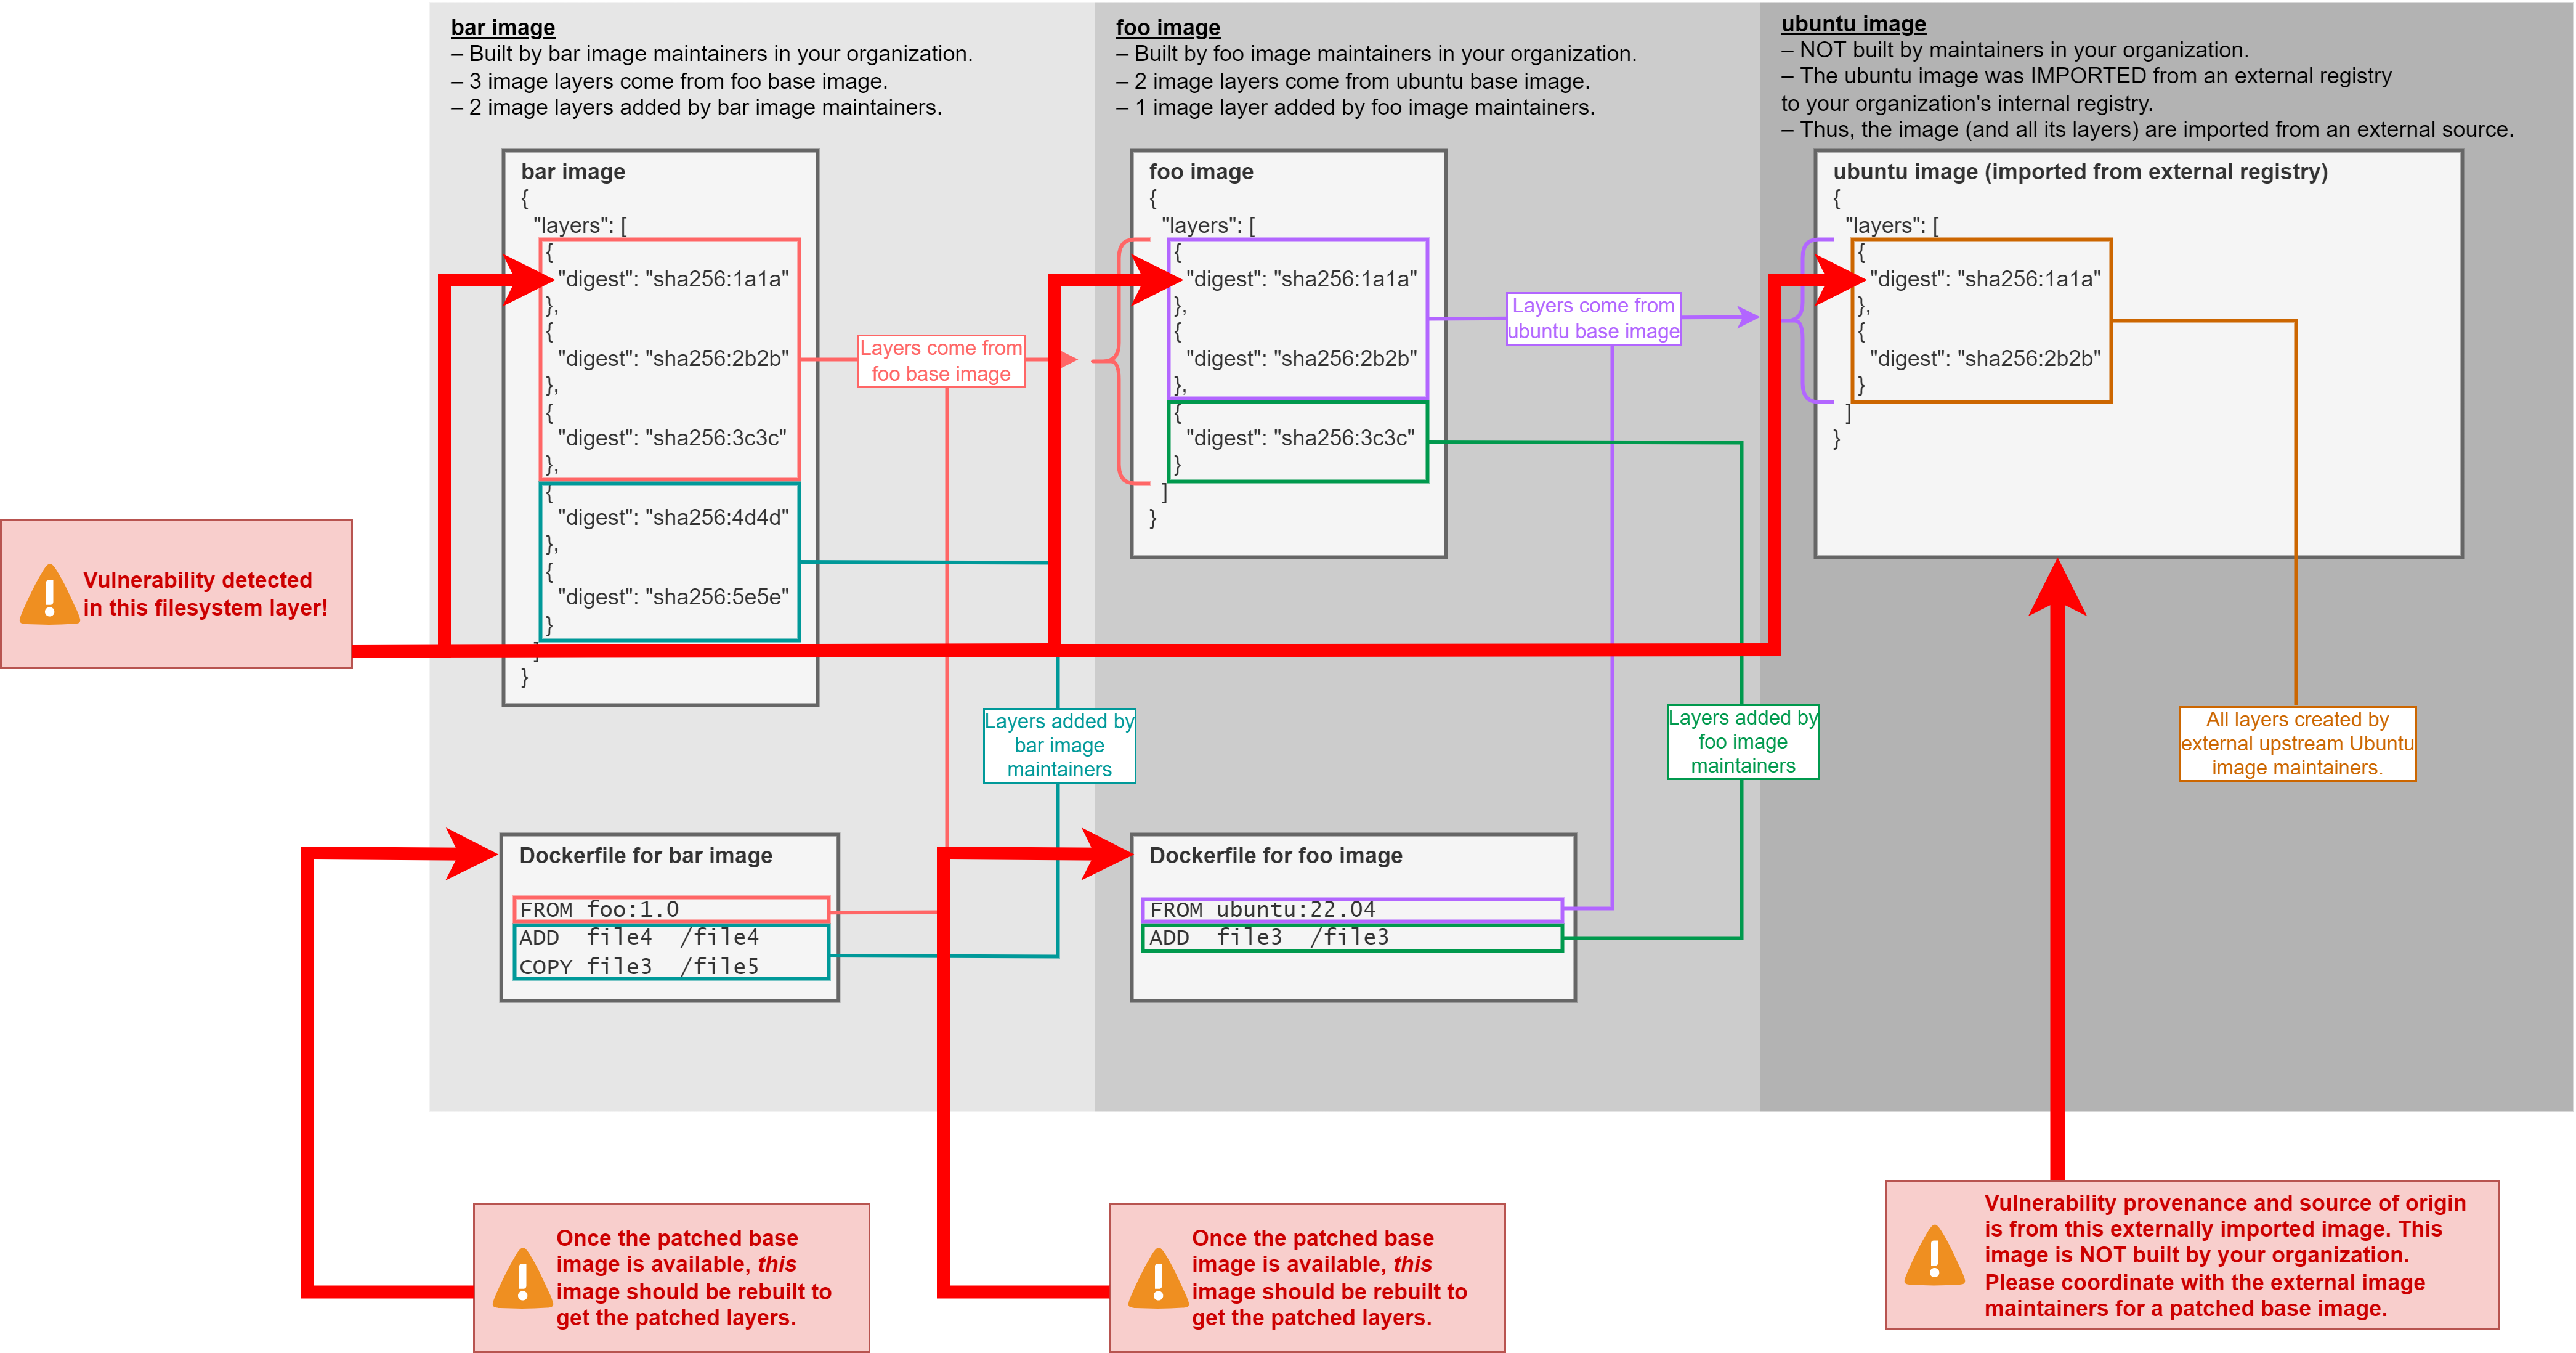 bar image
– Built by bar image maintainers in your organization.
– 3 image layers come from foo base image.
– 2 image layers added by bar image maintainers.
foo image
– Built by foo image maintainers in your organization.
– 2 image layers come from ubuntu base image.
– 1 image layer added by foo image maintainers.
ubuntu image
– NOT built by maintainers in your organization.
– The ubuntu image was IMPORTED from an external registry
to your organization's internal registry.
– Thus, the image (and all its layers) are imported from an external source.
bar image
{
"layers": [
{
"digest": "sha256:1a1a"
},
{
"digest": "sha256:2b2b"
},
{
"digest": "sha256:3c3c"
},
{
"digest": "sha256:4d4d"
},
{
"digest": "sha256:5e5e"
}
]
}
Layers come from
foo base image
foo image
{
"layers": [
{
"digest": "sha256:1a1a"
},
{
"digest": "sha256:2b2b"
},
{
"digest": "sha256:3c3c"
}
]
}
Layers come from
ubuntu base image
ubuntu image (imported from external registry)
{
"layers": [
{
"digest": "sha256:1a1a"
},
{
"digest": "sha256:2b2b"
}
]
}
Vulnerability detected
in this filesystem layer!
Layers added by
bar image
maintainers
Layers added by
foo image
maintainers
All layers created by
external upstream Ubuntu
image maintainers.
Dockerfile for bar image
FROM foo:1.0
ADD file4 /file4
COPY file3 /file5
Dockerfile for foo image
FROM ubuntu:22.04
ADD file3 /file3
Once the patched base
image is available, this
image should be rebuilt to
get the patched layers.
Once the patched base
image is available, this
image should be rebuilt to
get the patched layers.
Vulnerability provenance and source of origin
is from this externally imported image. This
image is NOT built by your organization.
Please coordinate with the external image
maintainers for a patched base image.